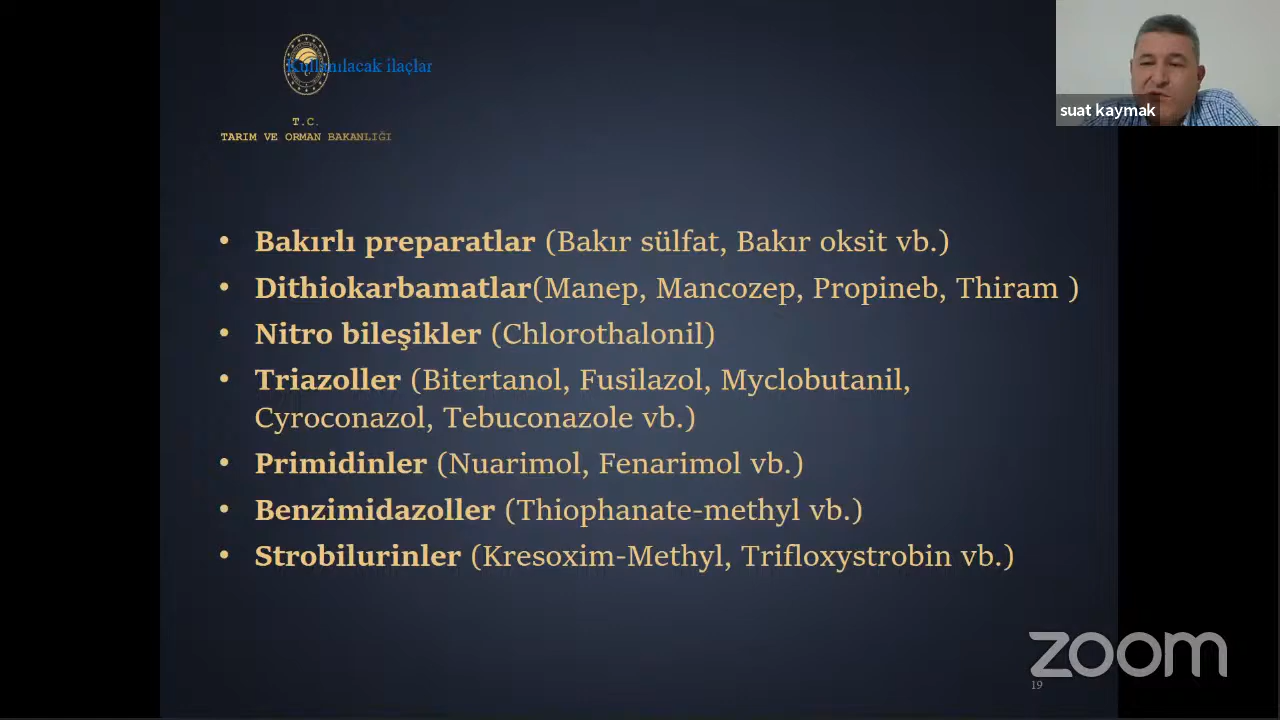 Kullanılacak ilaçlar
T.C.
TARIM VE ORMAN BAKANLIĞI
suat kaymak
• Bakırlı preparatlar (Bakır sülfat, Bakır oksit vb.)
• Dithiokarbamatlar(Manep, Mancozep, Propineb, Thiram )
• Nitro bileşikler (Chlorothalonil)
• Triazoller (Bitertanol, Fusilazol, Myclobutanil,
Cyroconazol, Tebuconazole vb.)
• Primidinler (Nuarimol, Fenarimol vb.)
• Benzimidazoller (Thiophanate-methyl vb.)
• Strobilurinler (Kresoxim-Methyl, Trifloxystrobin vb.)
zoom
19